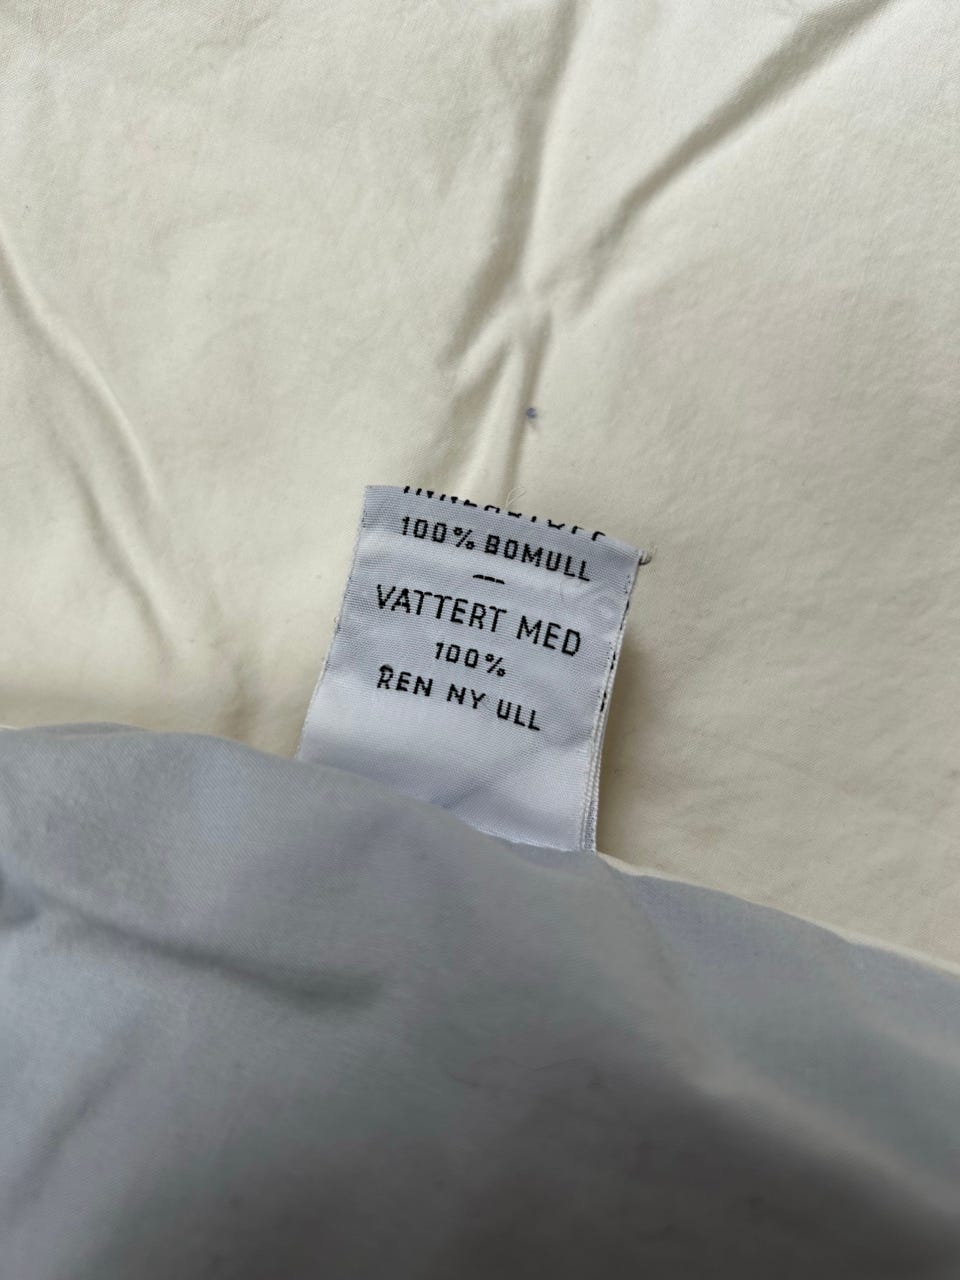 100% BOMULL
—
VATTERT MED
100%
REN NY ULL